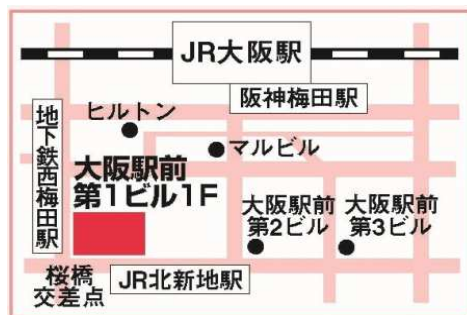 JR大阪駅
阪神梅田駅
ヒルトン
マルビル
地下鉄西梅田駅
大阪駅前
第1ビル1F
大阪駅前
第2ビル
大阪駅前
第3ビル
桜橋
交差点
JR北新地駅